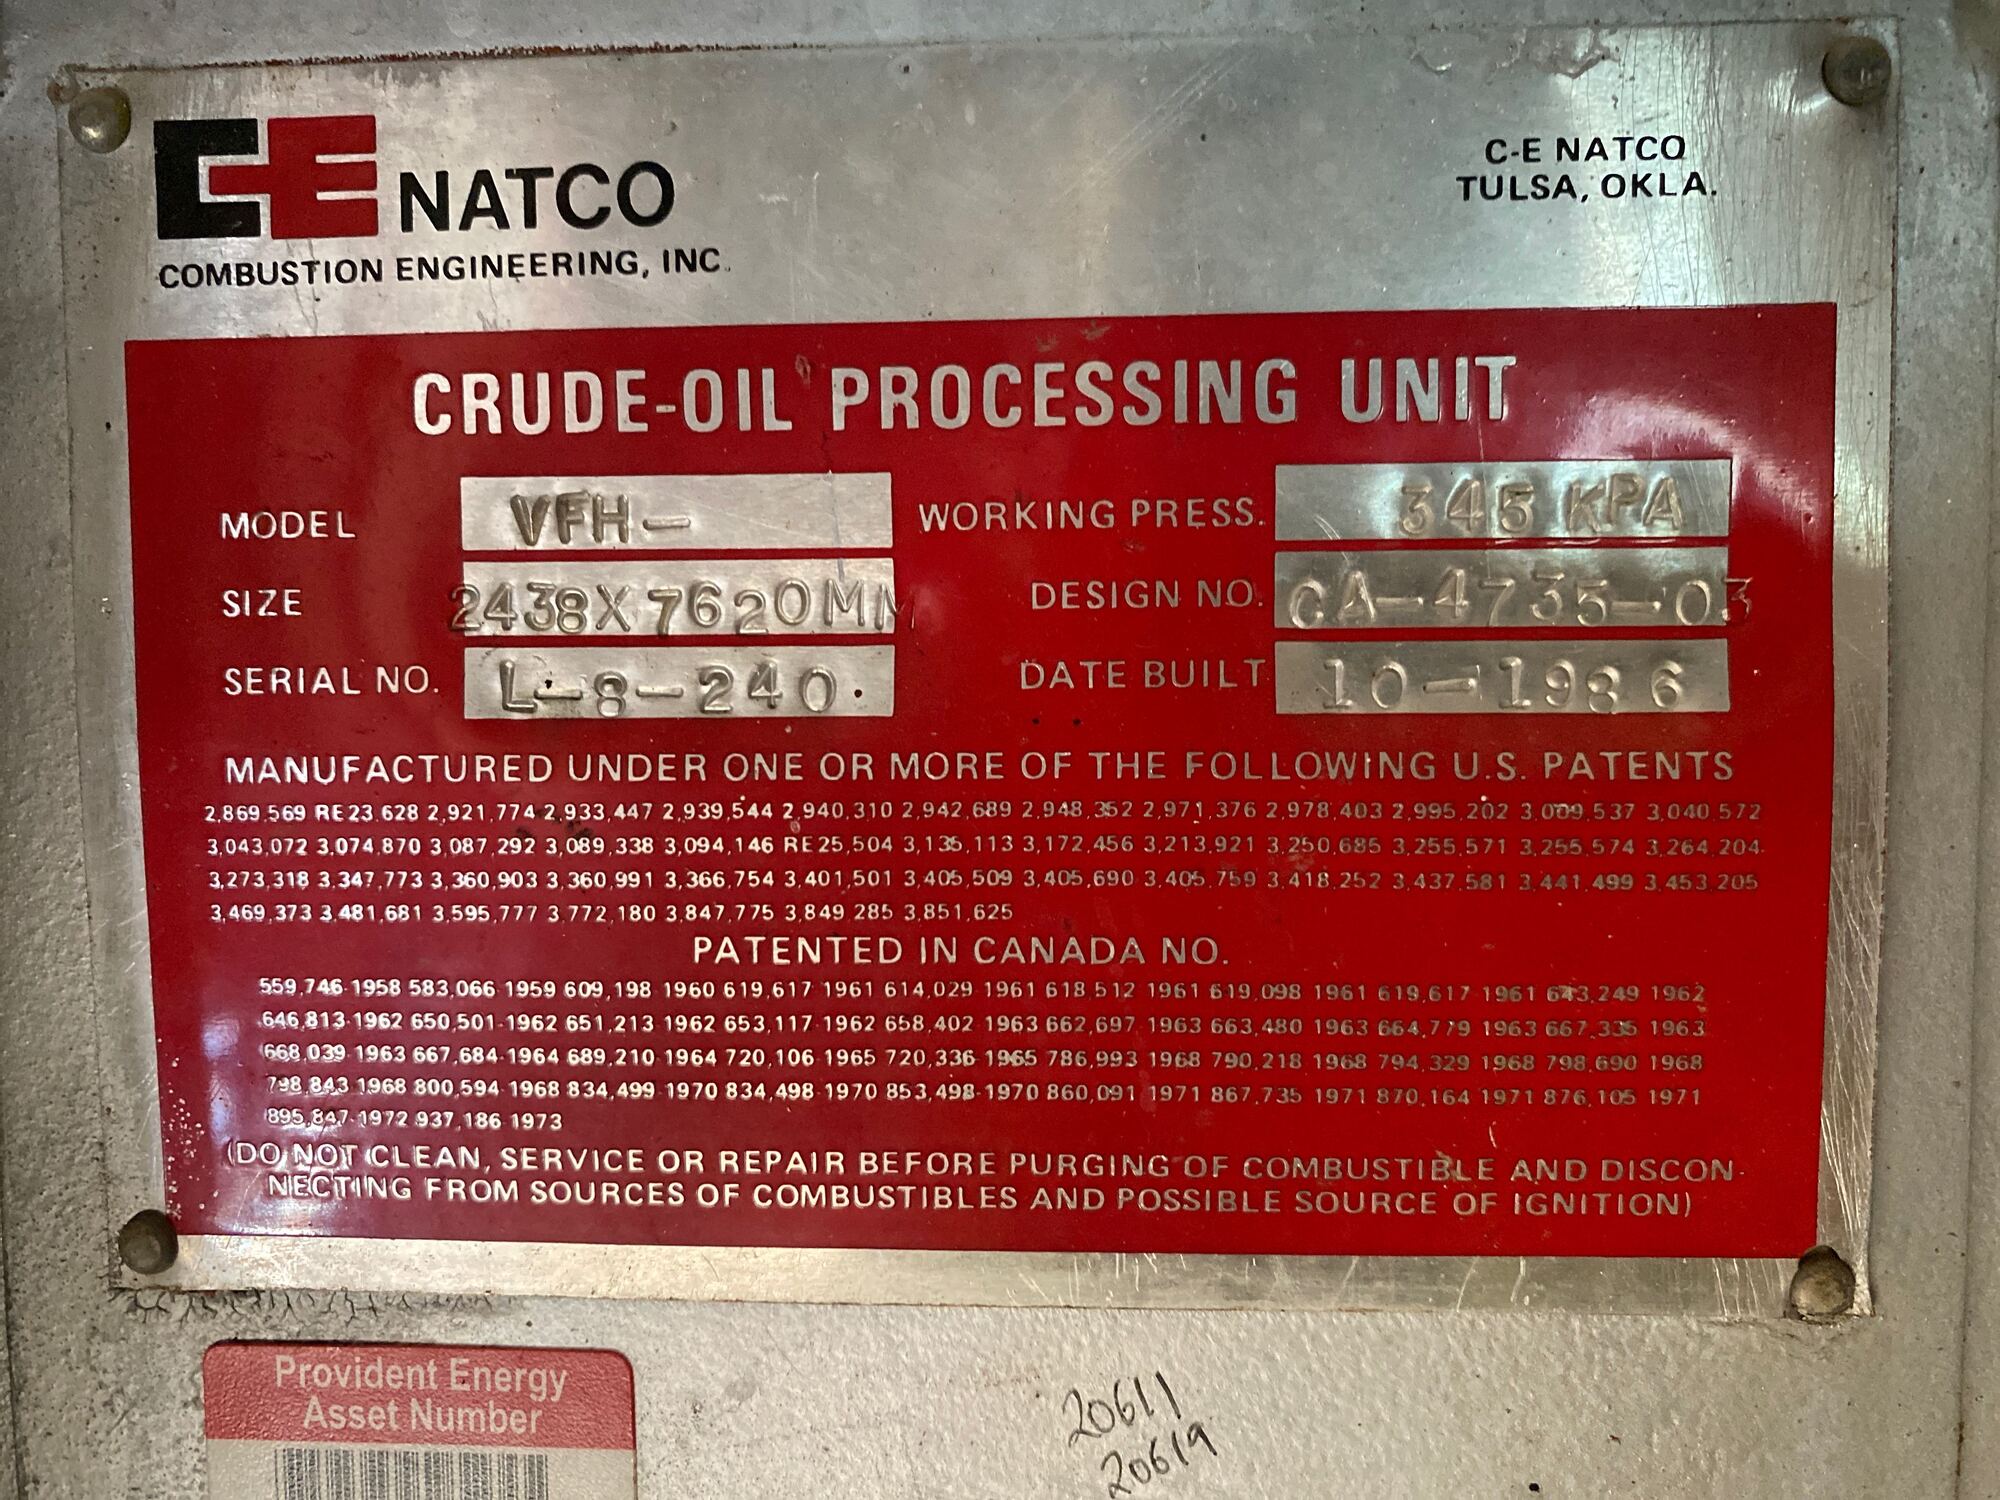 CE NATCO
COMBUSTION ENGINEERING, INC.
C-E NATCO
TULSA, OKLA.
CRUDE-OIL PROCESSING UNIT
MODEL VFH- WORKING PRESS. 345 KPA
SIZE 2438X7620MM DESIGN NO. CA-4735-03
SERIAL NO. L-8-240. DATE BUILT 10-1986
MANUFACTURED UNDER ONE OR MORE OF THE FOLLOWING U.S. PATENTS
2,869,569 RE23,628 2,921,774 2,933,447 2,939,544 2,940,310 2,942,689 2,948,352 2,971,376 2,978,403 2,995,202 3,009,537 3,040,572
3,043,072 3,074,870 3,087,292 3,089,338 3,094,146 RE25,504 3,135,113 3,172,456 3,213,921 3,250,685 3,255,571 3,255,574 3,264,204
3,273,318 3,347,773 3,360,903 3,360,991 3,366,754 3,401,501 3,405,509 3,405,690 3,405,759 3,418,252 3,437,581 3,441,499 3,453,205
3,469,373 3,481,681 3,595,777 3,772,180 3,847,775 3,849,285 3,851,625
PATENTED IN CANADA NO.
559,746-1958 583,066 1959 609,198 1960 619,617 1961 614,029 1961 618,512 1961 619,098 1961 619,617 1961 643,249 1962
646,813-1962 650,501-1962 651,213 1962 653,117 1962 658,402 1963 662,697 1963 663,480 1963 664,779 1963 667,336 1963
668,039 1963 667,684-1964 689,210 1964 720,106 1965 720,336 1965 786,993 1968 790,218 1968 794,329 1968 798,690 1968
798,843 1968 800,594 1968 834,499 1970 834,498 1970 853,498-1970 860,091 1971 867,735 1971 870,164 1971 876,105 1971
895,847-1972 937,186 1973
(DO NOT CLEAN, SERVICE OR REPAIR BEFORE PURGING OF COMBUSTIBLE AND DISCON-
NECTING FROM SOURCES OF COMBUSTIBLES AND POSSIBLE SOURCE OF IGNITION)
Provident Energy
Asset Number
20611
20619